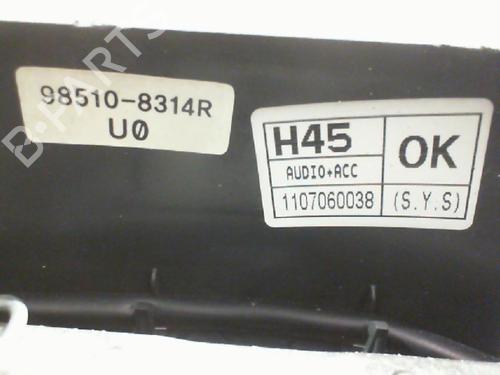 98510-8314R
U0
H45
OK
AUDIO+ACC
1107060038
(S.Y.S)
B-PARTS